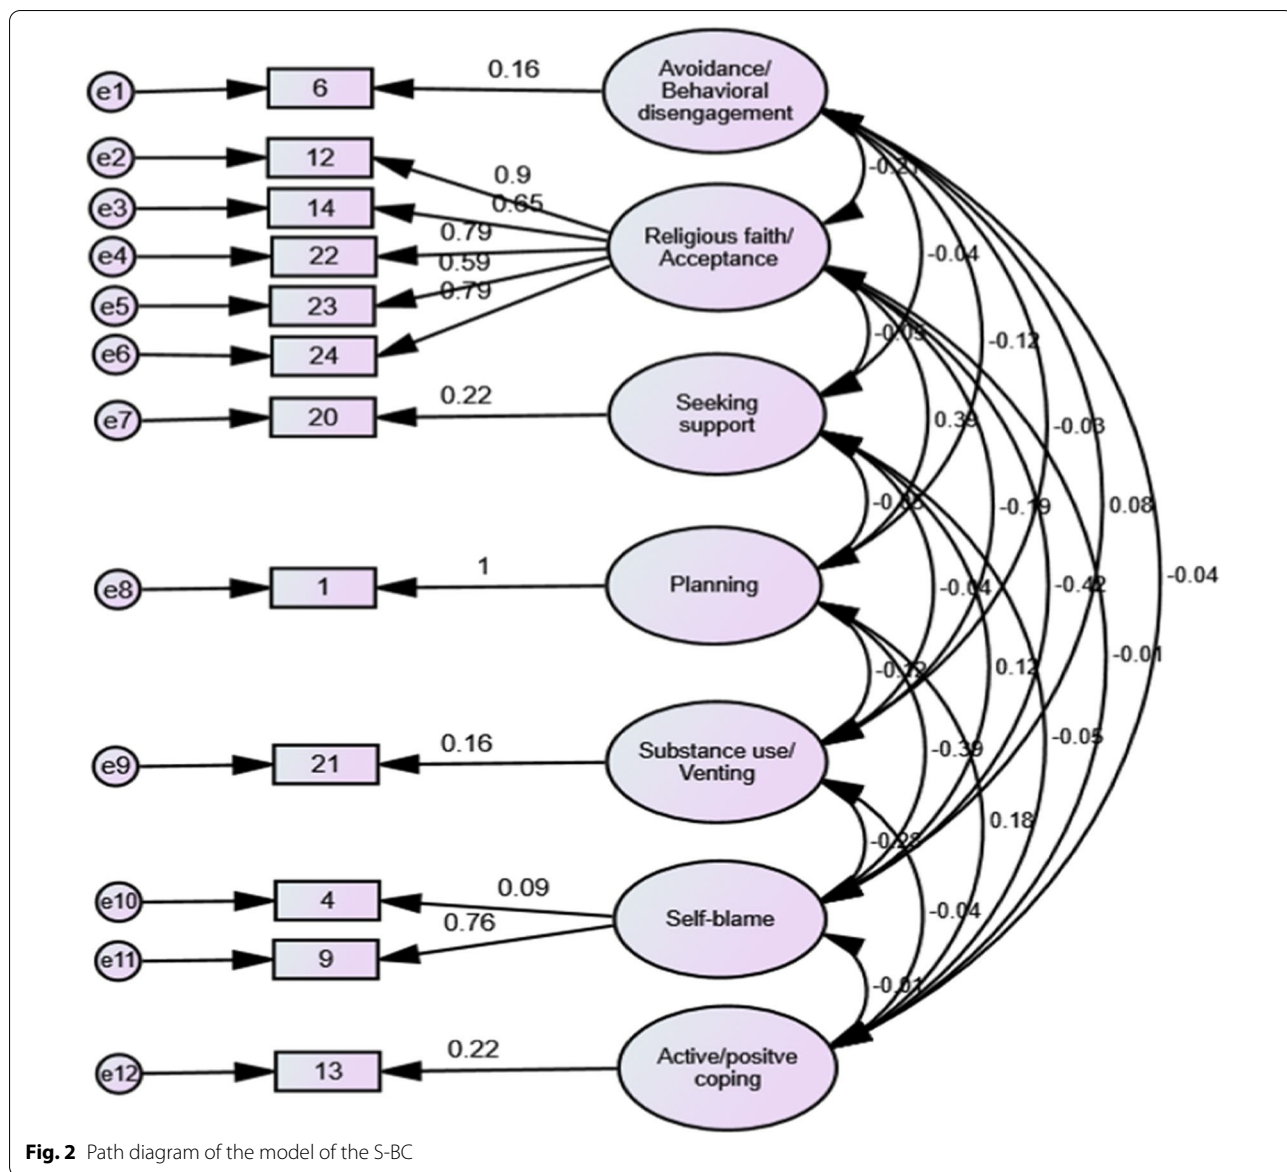 e1
6
0.16
Avoidance/
Behavioral
disengagement
e2
12
0.9
e3
14
0.65
e4
22
0.79
e5
23
0.59
e6
24
0.79
Religious faith/
Acceptance
e7
20
0.22
Seeking
support
e8
1
1
Planning
e9
21
0.16
Substance use/
Venting
e10
4
0.09
e11
9
0.76
Self-blame
e12
13
0.22
Active/positve
coping
-0.04
-0.12
0.39
-0.03
-0.19
0.08
-0.04
-0.42
-0.04
-0.01
0.12
-0.39
-0.05
0.18
-0.04
-0.01
Fig. 2 Path diagram of the model of the S-BC